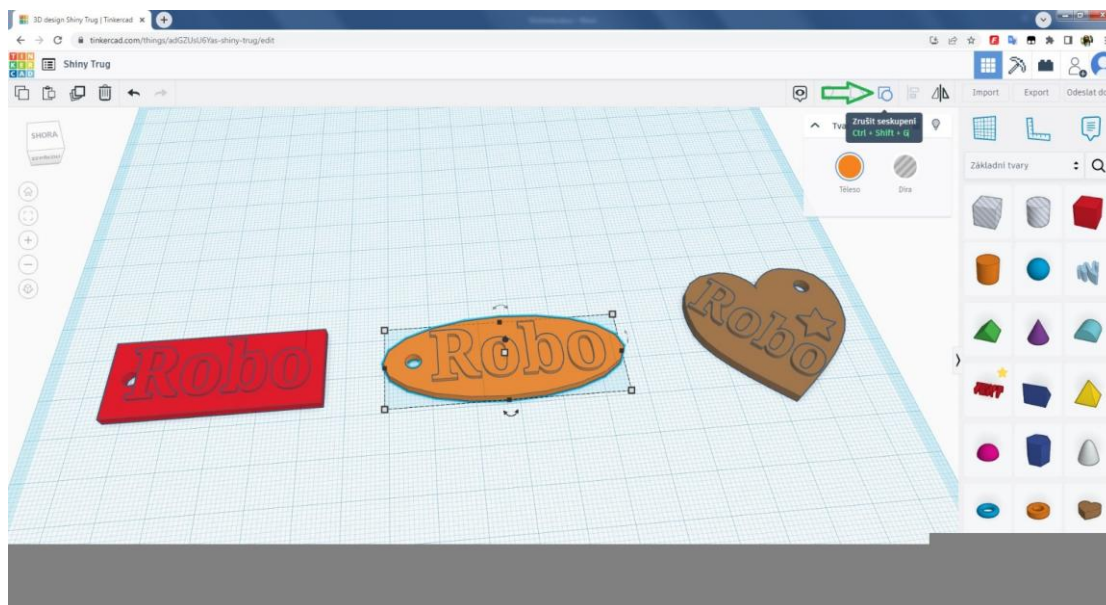 3D design Shiny Trug | Tinkercad
tinkercad.com/things/adGZUsU6Yas-shiny-trug/edit
TIN
KER
CAD
Shiny Trug
Import
Export
Odeslat do
SHORA
Zrušit seskupení
Ctrl + Shift + G
Těleso
Díra
Základní tvary
Robo
Robo
Robo
TEXT